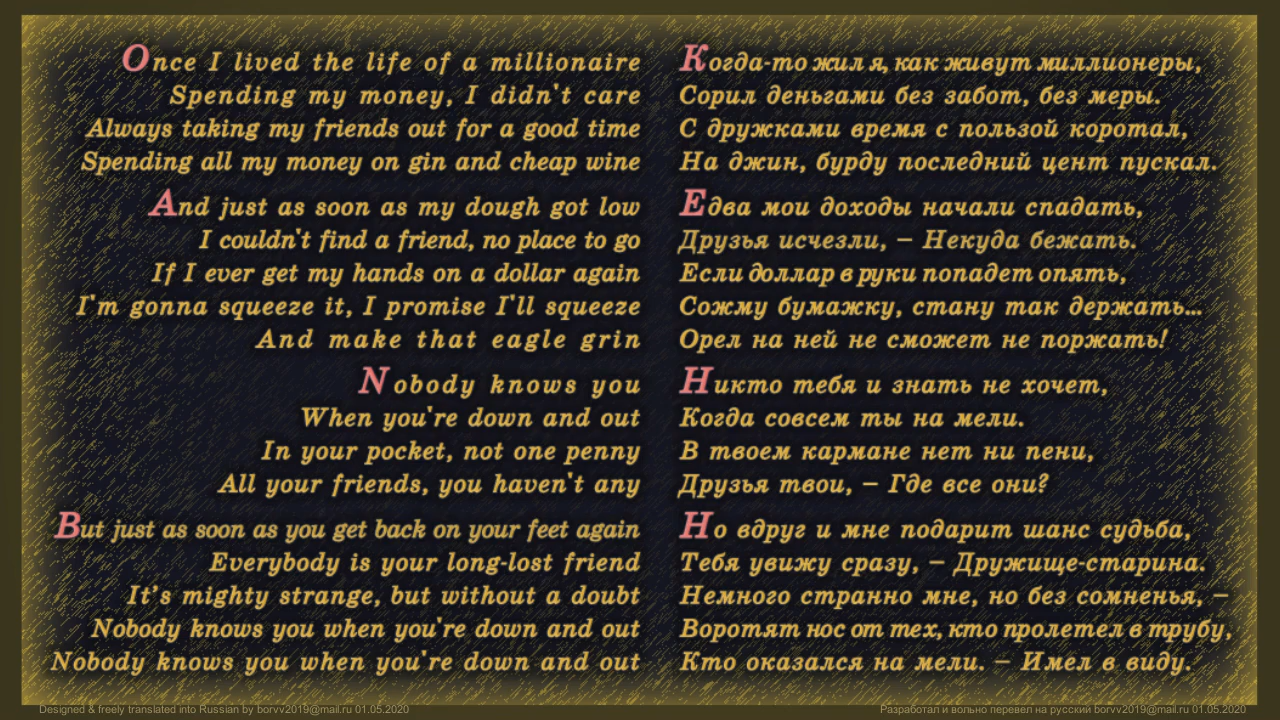 Once I lived the life of a millionaire
Spending my money, I didn't care
Always taking my friends out for a good time
Spending all my money on gin and cheap wine
And just as soon as my dough got low
I couldn't find a friend, no place to go
If I ever get my hands on a dollar again
I'm gonna squeeze it, I promise I'll squeeze
And make that eagle grin
Nobody knows you
When you're down and out
In your pocket, not one penny
All your friends, you haven't any
But just as soon as you get back on your feet again
Everybody is your long-lost friend
It's mighty strange, but without a doubt
Nobody knows you when you're down and out
Nobody knows you when you're down and out
Когда-то жил я, как живут миллионеры,
Сорил деньгами без забот, без меры.
С дружками время с пользой коротал,
На джин, бурду последний цент пускал.
Едва мои доходы начали спадать,
Друзья исчезли, – Некуда бежать.
Если доллар в руки попадет опять,
Сожму бумажку, стану так держать...
Орел на ней не сможет не поржать!
Никто тебя и знать не хочет,
Когда совсем ты на мели.
В твоем кармане нет ни пени,
Друзья твои, – Где все они?
Но вдруг и мне подарит шанс судьба,
Тебя увижу сразу, – Дружище-старина.
Немного странно мне, но без сомненья, –
Воротят нос от тех, кто пролетел в трубу,
Кто оказался на мели. – Имел в виду.
Designed & freely translated into Russian by borvv2019@mail.ru 01.05.2020
Разработал и вольно перевел на русский borvv2019@mail.ru 01.05.2020